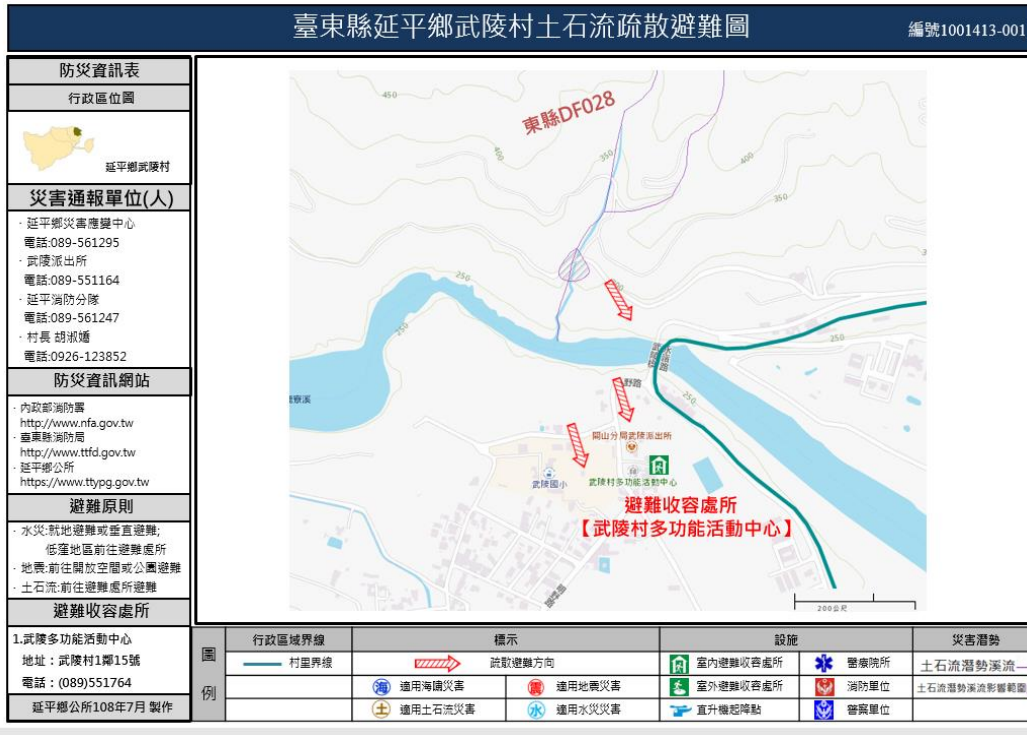 臺東縣延平鄉武陵村土石流疏散避難圖
編號1001413-001
防災資訊表
行政區位圖
延平鄉武陵村
災害通報單位(人)
· 延平鄉災害應變中心
電話:089-561295
· 武陵派出所
電話:089-551164
· 延平消防分隊
電話:089-561247
· 村長 胡淑嬌
電話:0926-123852
防災資訊網站
· 內政部消防署
http://www.nfa.gov.tw
· 臺東縣消防局
http://www.ttfd.gov.tw
· 延平鄉公所
https://www.ttypg.gov.tw
避難原則
· 水災:就地避難或垂直避難;
低窪地區前往避難處所
· 地震:前往開放空間或公園避難
· 土石流:前往避難處所避難
避難收容處所
1.武陵多功能活動中心
地址：武陵村1鄰15號
電話：(089)551764
延平鄉公所108年7月 製作
東縣DF028
450
400
350
400
350
250
250
250
250
永康路
武陵橋
野路
關山分局武陵派出所
武陵國小
武陵村多功能活動中心
避難收容處所
【武陵村多功能活動中心】
200公尺
圖例
行政區域界線
標示
設施
災害潛勢
村里界線
疏散避難方向
室內避難收容處所
醫療院所
土石流潛勢溪流
海 適用海嘯災害
震 適用地震災害
室外避難收容處所
消防單位
土石流潛勢溪流影響範圍
土 適用土石流災害
水 適用水災災害
直升機起降點
警察單位